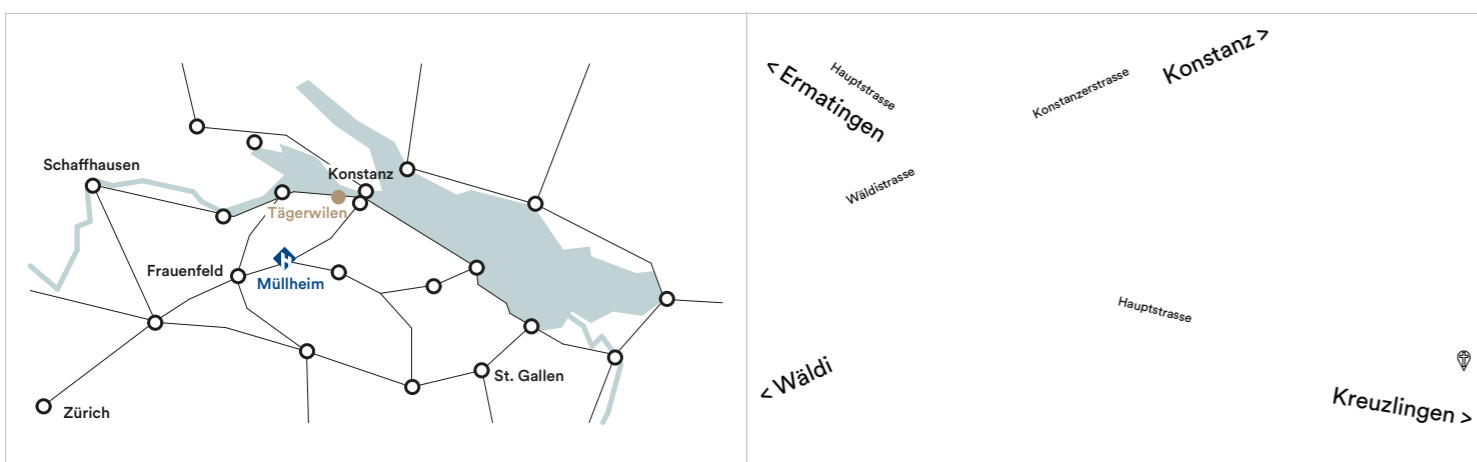 Schaffhausen
Konstanz
Tägerwilen
Frauenfeld
Müllheim
St. Gallen
Zürich
< Ermatingen
Hauptstrasse
Konstanzerstrasse
Konstanz >
Wäldistrasse
Hauptstrasse
< Wäldi
Kreuzlingen >